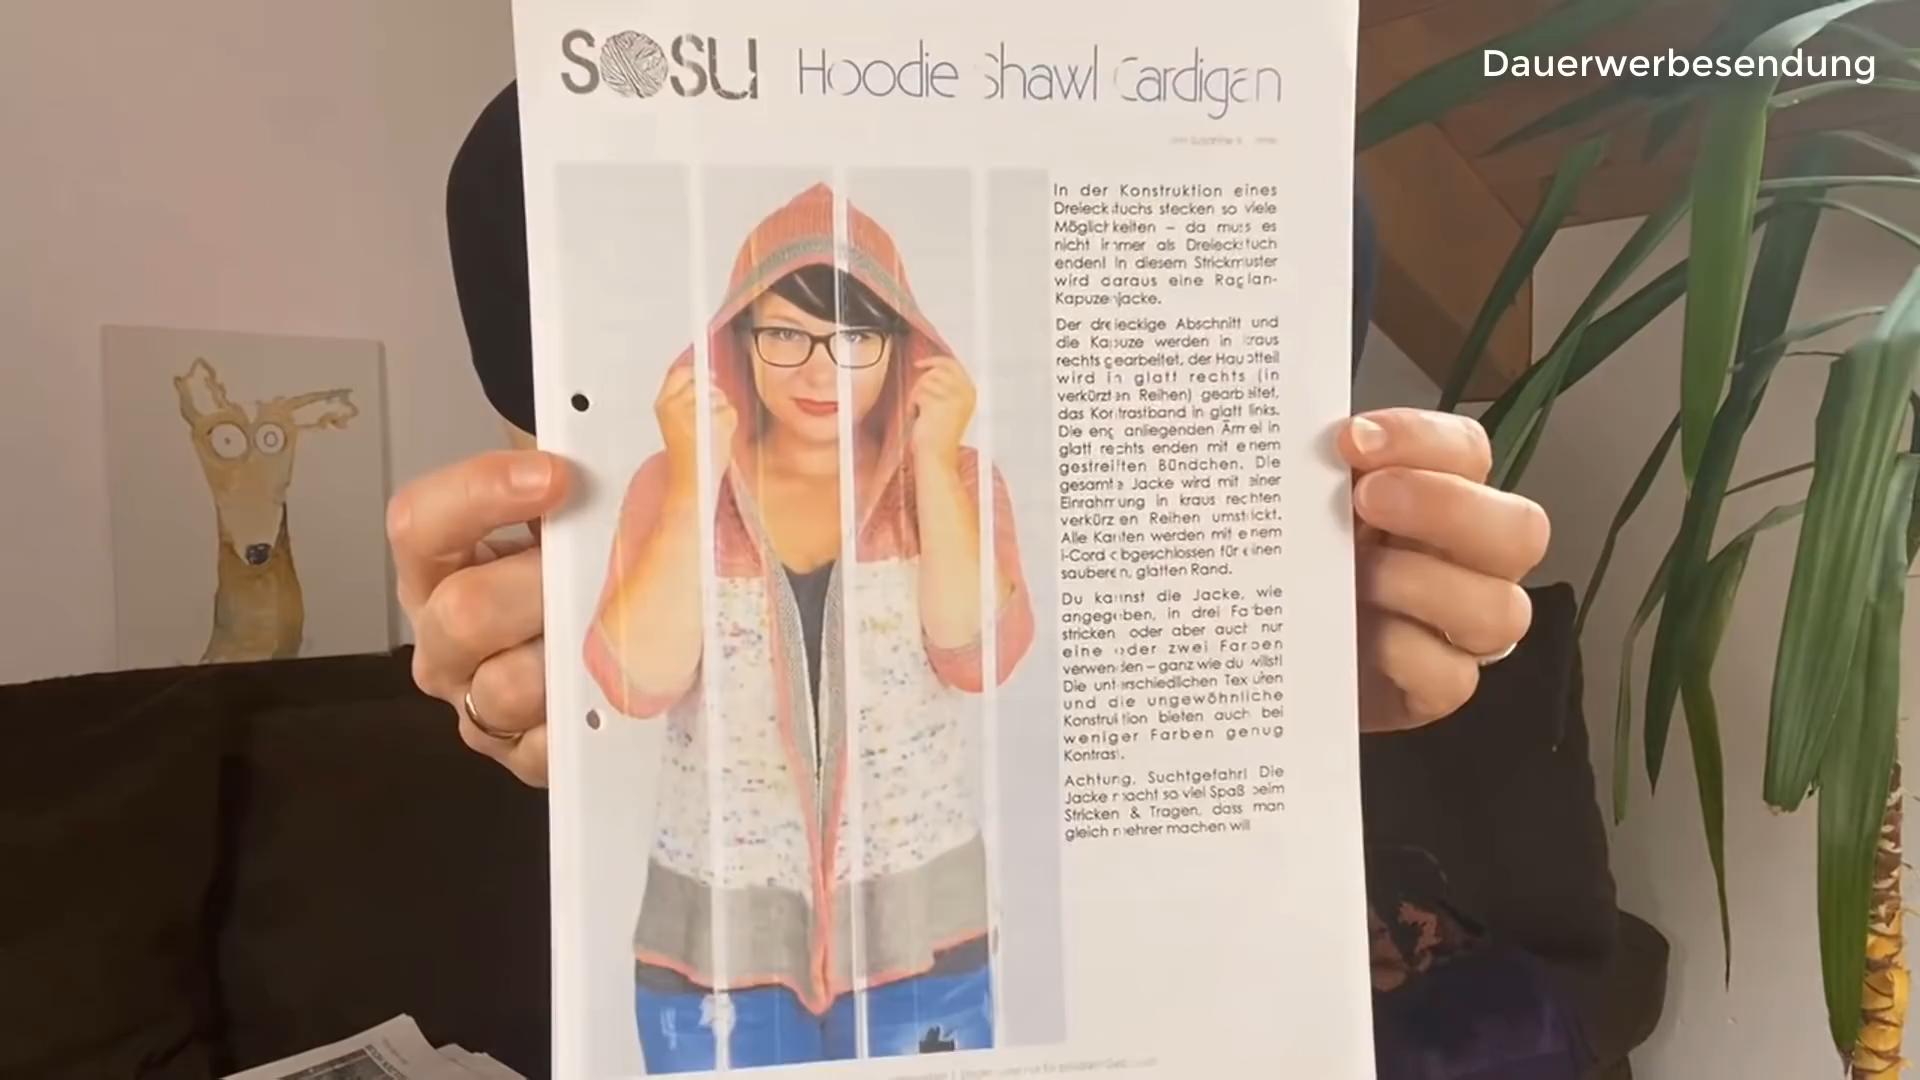 Dauerwerbesendung
SOSU Hoodie Shawl Cardigan
In der Konstruktion eines
Dreieckstuchs stecken so viele
Möglichkeiten – da muss es
nicht immer als Dreieckstuch
enden! In diesem Strickmuster
wird daraus eine Raglan-
Kapuzenjacke.
Der dreieckige Abschnitt und
die Kapuze werden in kraus
rechts gearbeitet, der Hauptteil
wird in glatt rechts (in
verkürzten Reihen) gearbeitet,
das Kontrastband in glatt links.
Die eng anliegenden Ärmel in
glatt rechts enden mit einem
gestreiften Bündchen. Die
gesamte Jacke wird mit einer
Einrahmung in kraus rechten
verkürzten Reihen umstrickt.
Alle Kanten werden mit einem
i-Cord abgeschlossen für einen
sauberen, glatten Rand.
Du kannst die Jacke, wie
angegeben, in drei Farben
stricken oder aber auch nur
eine oder zwei Farben
verwenden – ganz wie du willst!
Die unterschiedlichen Texturen
und die ungewöhnliche
Konstruktion bieten auch bei
weniger Farben genug
Kontrast.
Achtung, Suchtgefahr! Die
Jacke macht so viel Spaß beim
Stricken & Tragen, dass man
gleich mehrer machen will